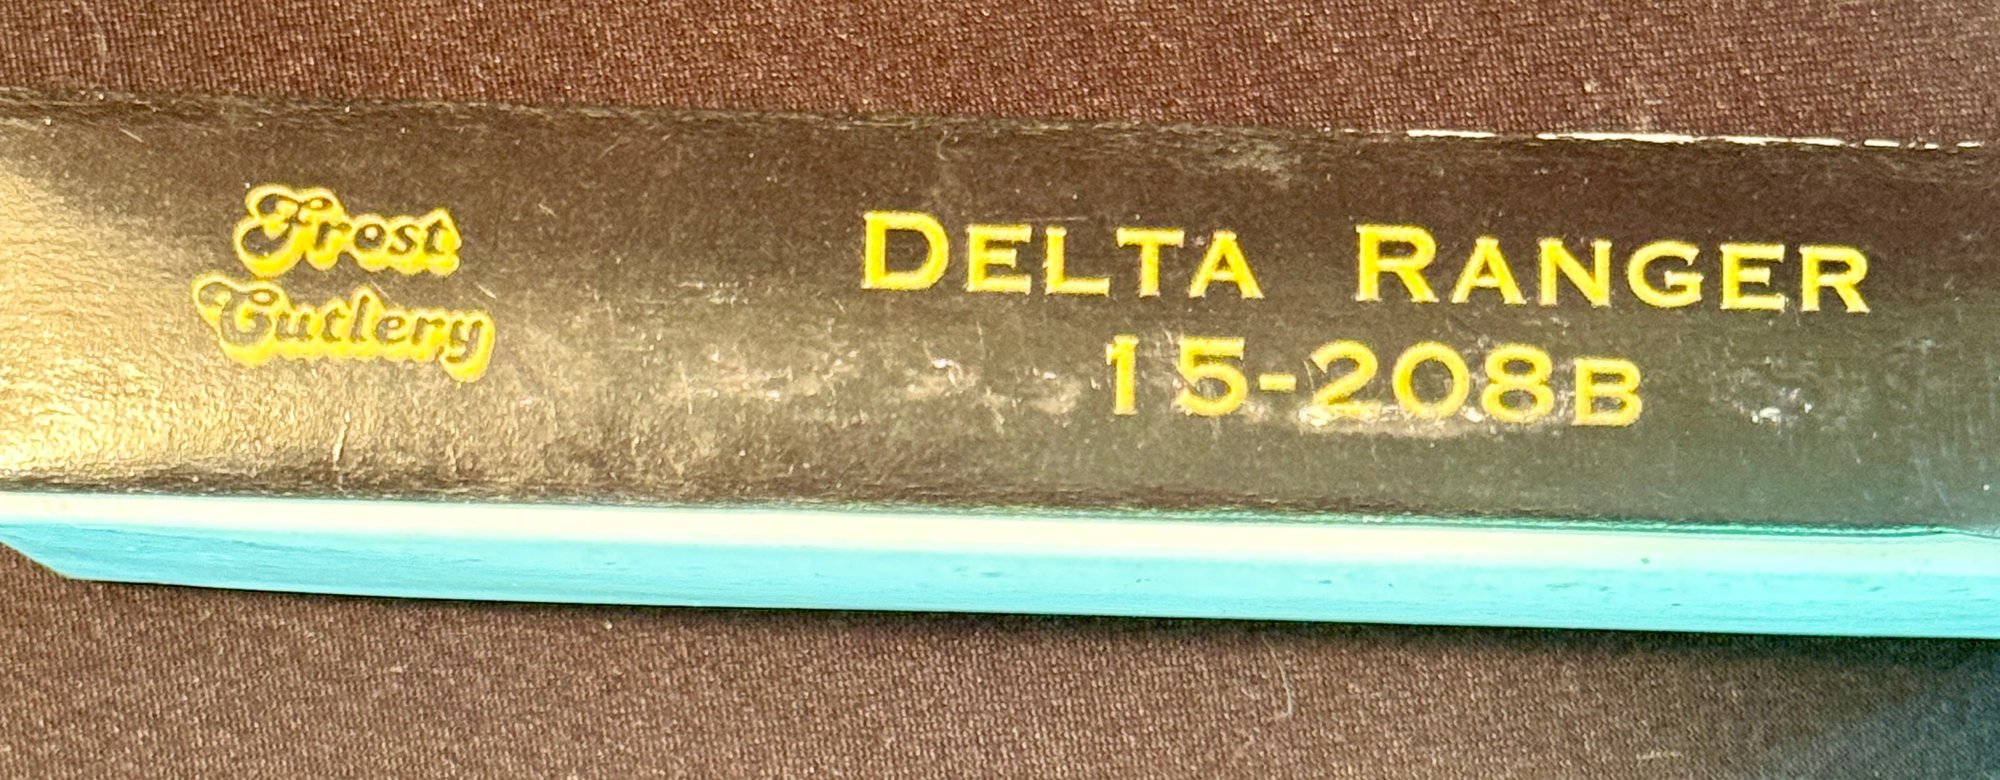 Frost
Cutlery
DELTA RANGER
15-208B